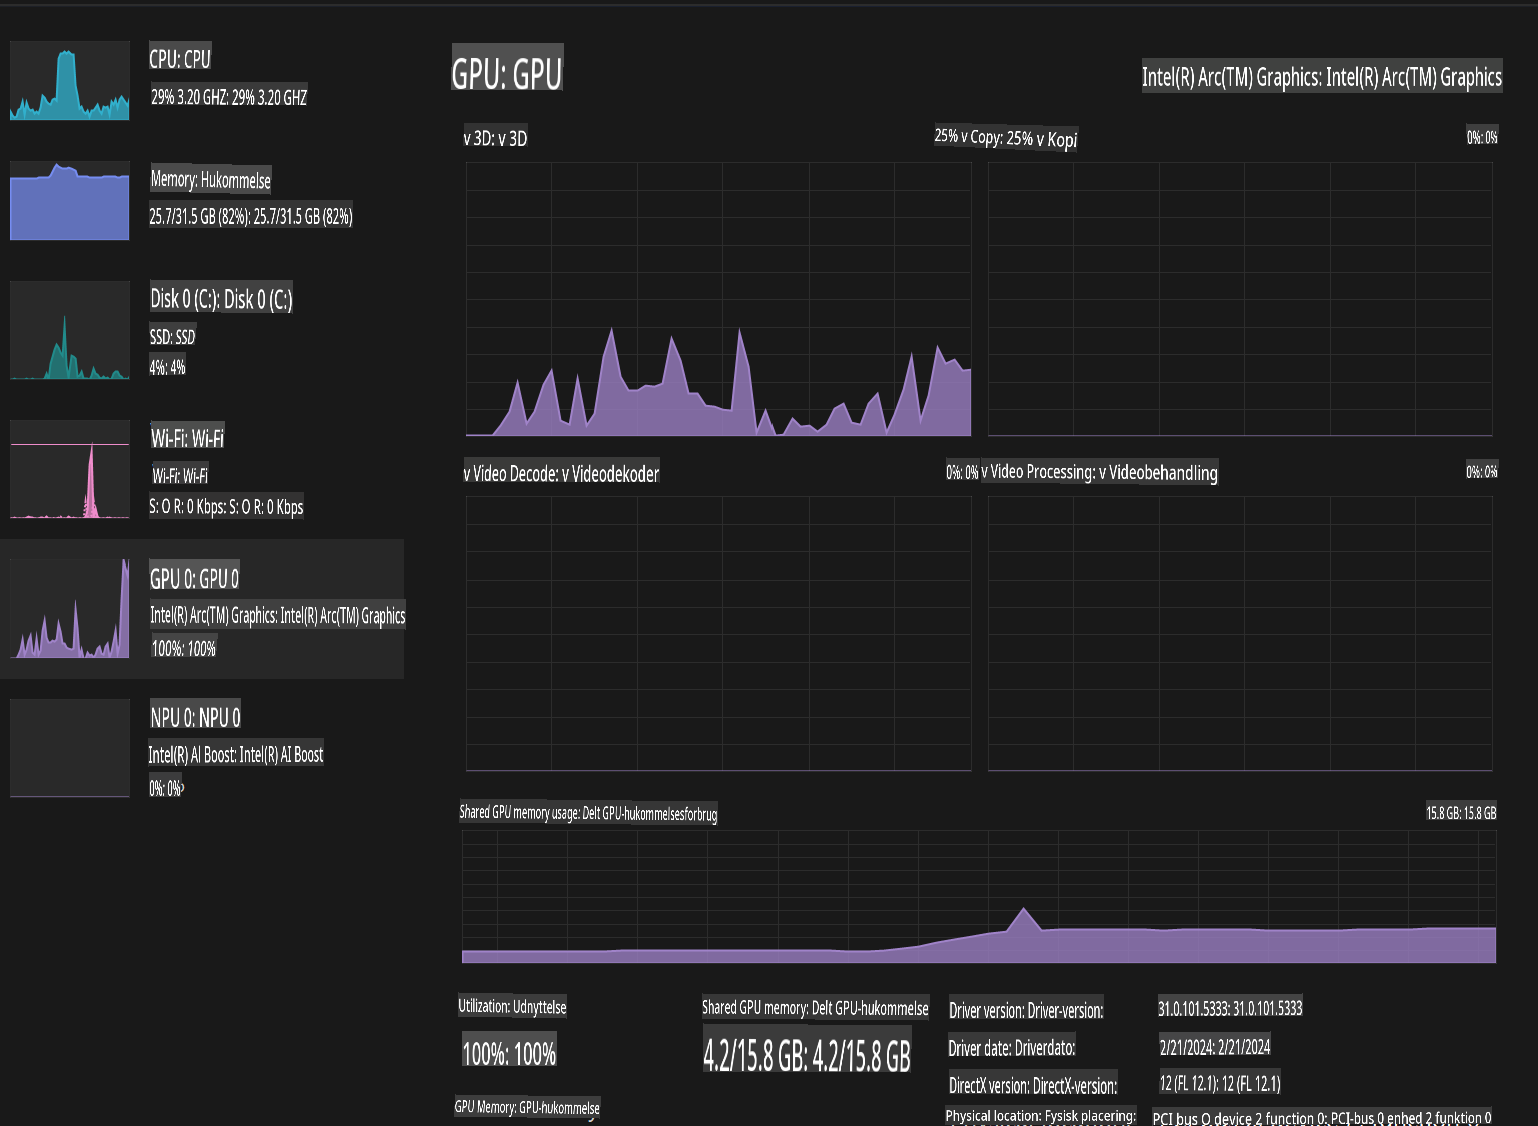 CPU: CPU
29% 3.20 GHZ: 29% 3.20 GHZ
Memory: Hukommelse
25.7/31.5 GB (82%): 25.7/31.5 GB (82%)
Disk 0 (C:): Disk 0 (C:)
SSD: SSD
4%: 4%
Wi-Fi: Wi-Fi
Wi-Fi: Wi-Fi
S: O R: 0 Kbps: S: O R: 0 Kbps
GPU 0: GPU 0
Intel(R) Arc(TM) Graphics: Intel(R) Arc(TM) Graphics
100%: 100%
NPU 0: NPU 0
Intel(R) Al Boost: Intel(R) AI Boost
0%: 0%
GPU: GPU
Intel(R) Arc(TM) Graphics: Intel(R) Arc(TM) Graphics
v 3D: v 3D
25% v Copy: 25% v Kopi
0%: 0%
v Video Decode: v Videodekoder
0%: 0%
v Video Processing: v Videobehandling
0%: 0%
Shared GPU memory usage: Delt GPU-hukommelsesforbrug
15.8 GB: 15.8 GB
Utilization: Udnyttelse
100%: 100%
GPU Memory: GPU-hukommelse
Shared GPU memory: Delt GPU-hukommelse
4.2/15.8 GB: 4.2/15.8 GB
Driver version: Driver-version:
31.0.101.5333: 31.0.101.5333
Driver date: Driverdato:
2/21/2024: 2/21/2024
DirectX version: DirectX-version:
12 (FL 12.1): 12 (FL 12.1)
Physical location: Fysisk placering:
PCI bus O device 2 function 0: PCI-bus 0 enhed 2 funktion 0